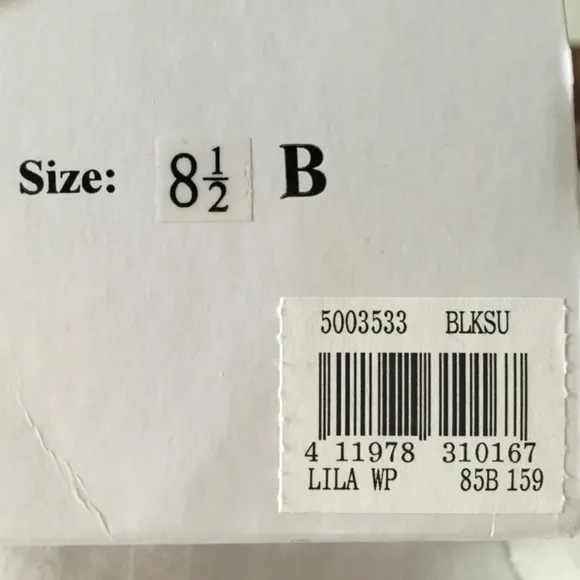 Size: 8½ B
5003533 BLKSU
4 11978 310167
LILA WP 85B 159